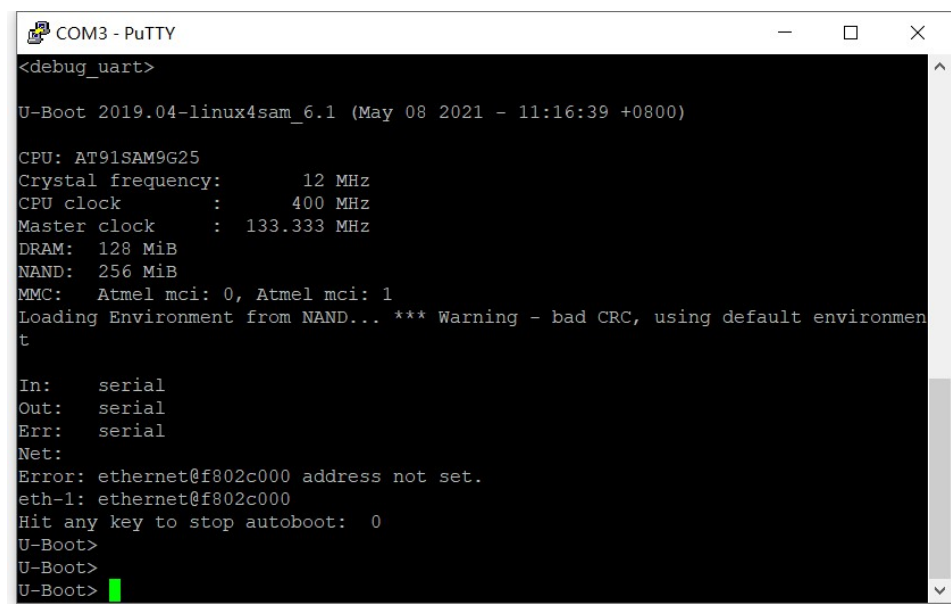 COM3 - PuTTY
<debug_uart>
U-Boot 2019.04-linux4sam_6.1 (May 08 2021 - 11:16:39 +0800)
CPU: AT91SAM9G25
Crystal frequency:       12 MHz
CPU clock        :      400 MHz
Master clock     :  133.333 MHz
DRAM:  128 MiB
NAND:  256 MiB
MMC:   Atmel mci: 0, Atmel mci: 1
Loading Environment from NAND... *** Warning - bad CRC, using default environmen
t
In:    serial
Out:   serial
Err:   serial
Net:
Error: ethernet@f802c000 address not set.
eth-1: ethernet@f802c000
Hit any key to stop autoboot:  0
U-Boot>
U-Boot>
U-Boot>